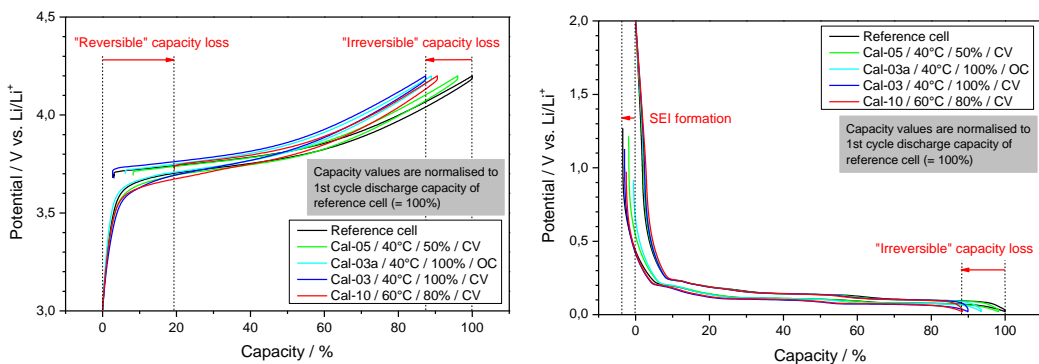 4,5
4,0
3,5
3,0
Potential / V vs. Li/Li⁺
"Reversible" capacity loss
"Irreversible" capacity loss
Capacity values are normalised to
1st cycle discharge capacity of
reference cell (= 100%)
Reference cell
Cal-05 / 40°C / 50% / CV
Cal-03a / 40°C / 100% / OC
Cal-03 / 40°C / 100% / CV
Cal-10 / 60°C / 80% / CV
0 20 40 60 80 100
Capacity / %
2,0
1,5
1,0
0,5
0,0
Potential / V vs. Li/Li⁺
Reference cell
Cal-05 / 40°C / 50% / CV
Cal-03a / 40°C / 100% / OC
Cal-03 / 40°C / 100% / CV
Cal-10 / 60°C / 80% / CV
SEI formation
Capacity values are normalised to
1st cycle discharge capacity of
reference cell (= 100%)
"Irreversible" capacity loss
0 20 40 60 80 100
Capacity / %